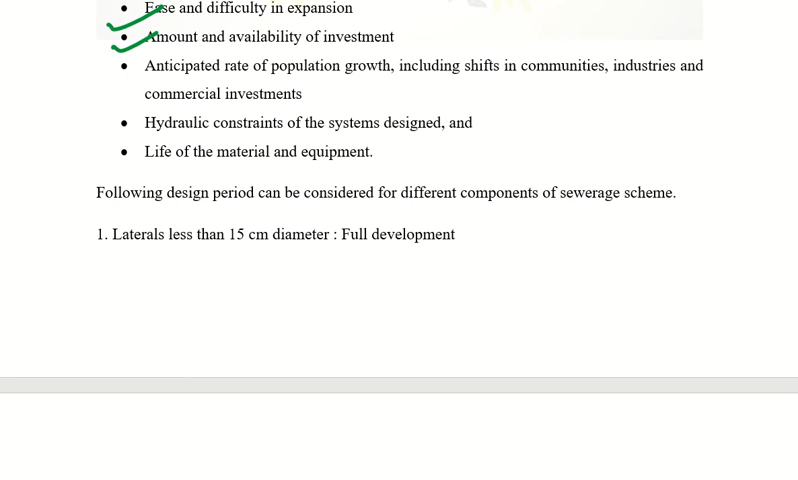 • Ease and difficulty in expansion
• Amount and availability of investment
• Anticipated rate of population growth, including shifts in communities, industries and
commercial investments
• Hydraulic constraints of the systems designed, and
• Life of the material and equipment.
Following design period can be considered for different components of sewerage scheme.
1. Laterals less than 15 cm diameter : Full development